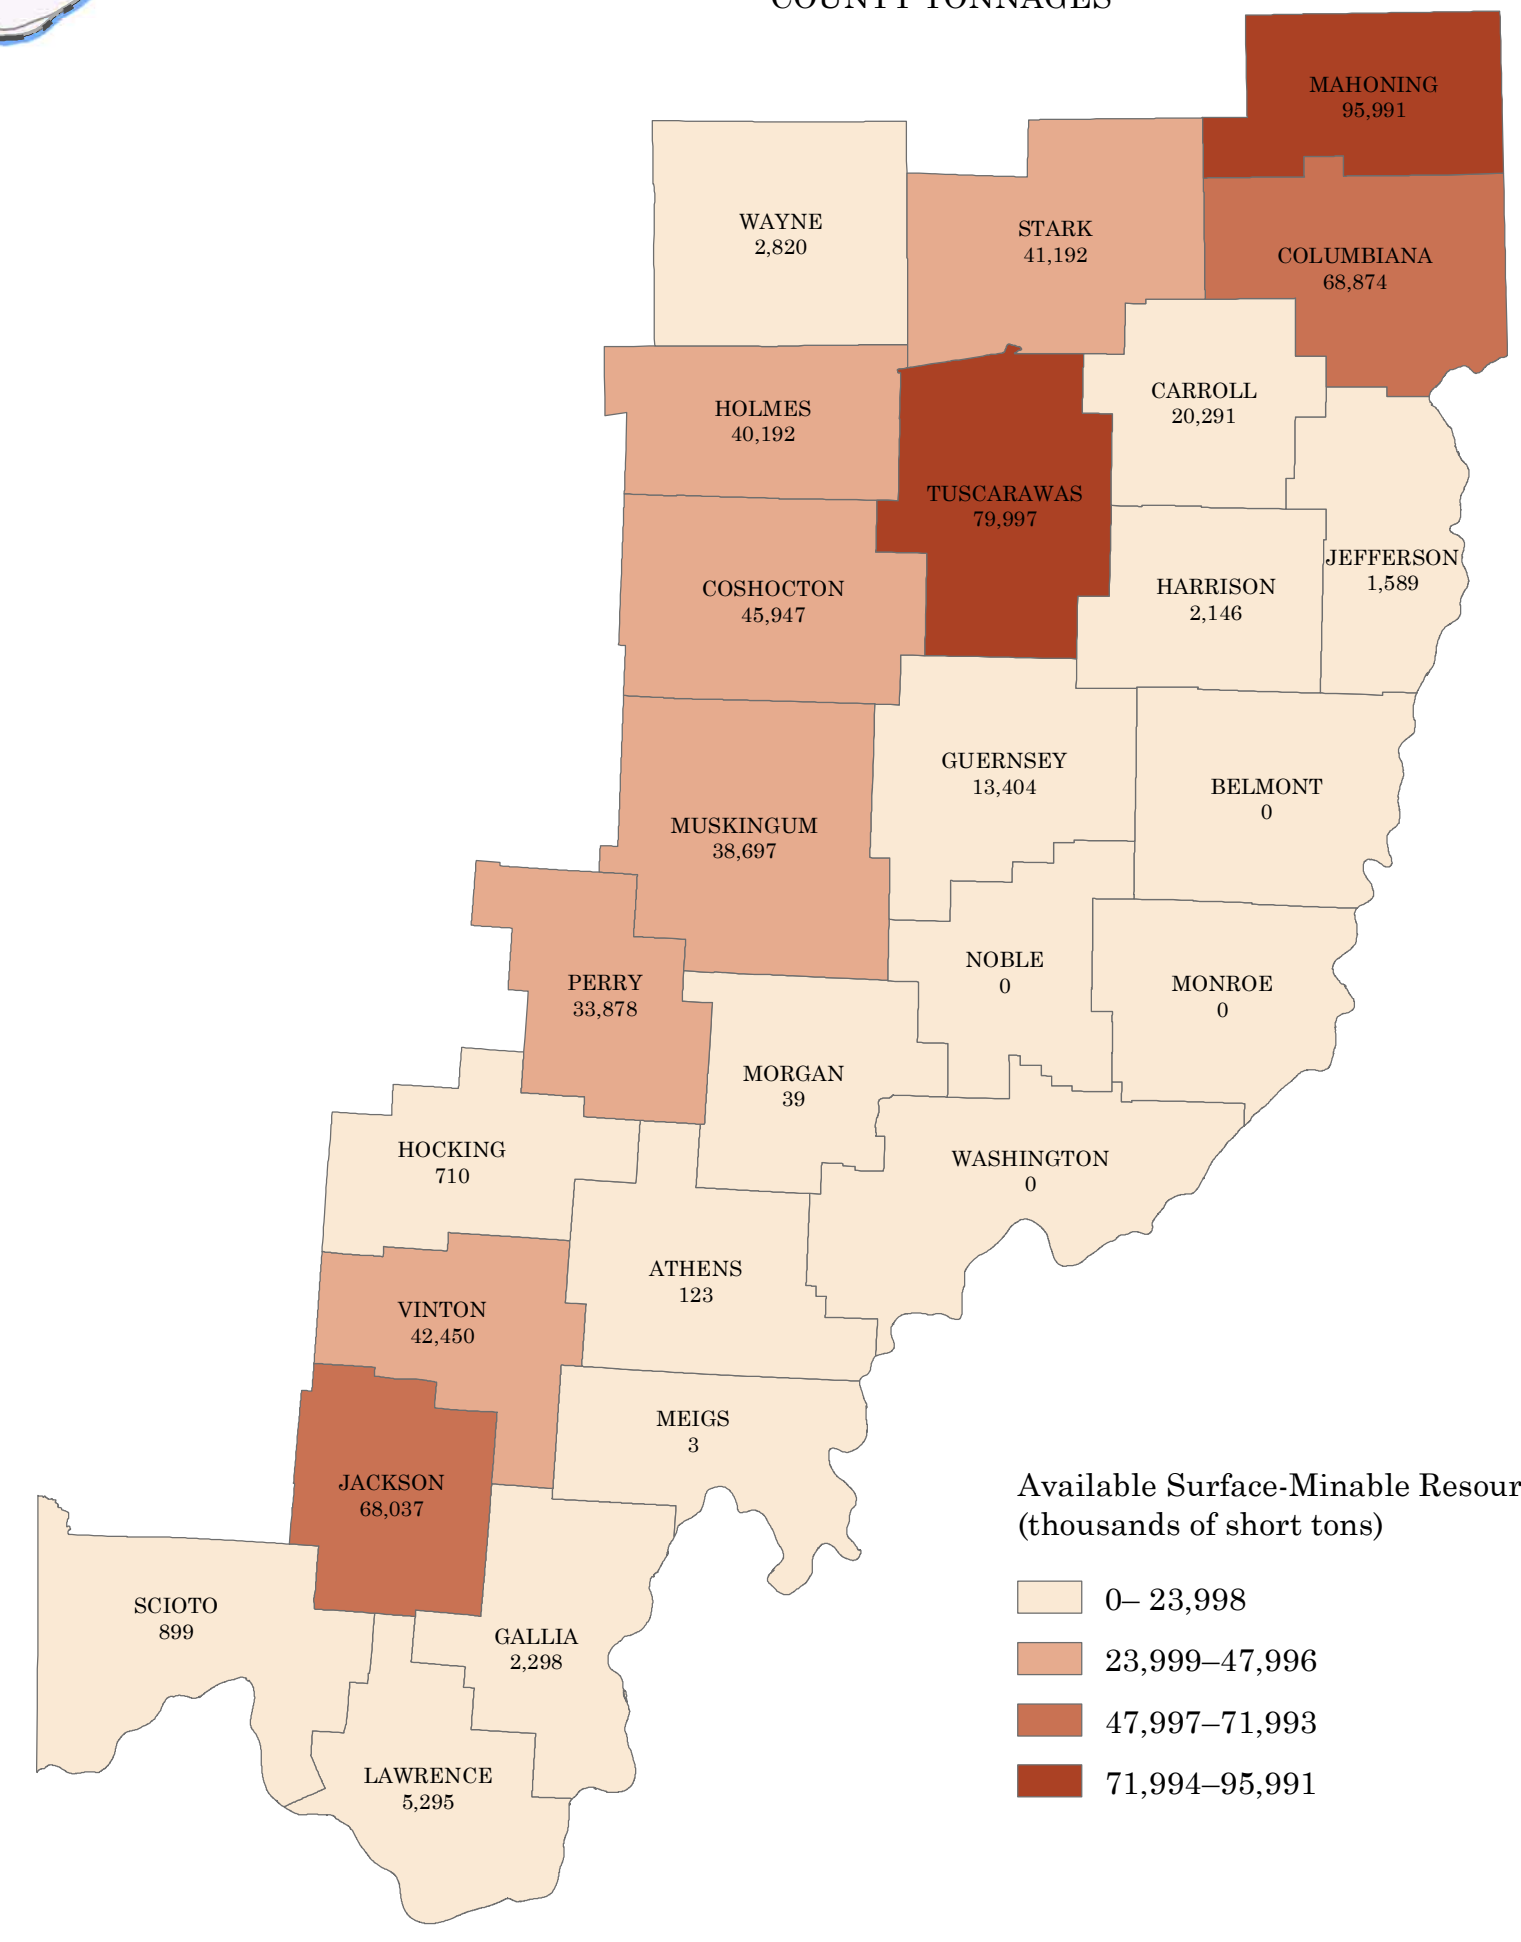 COUNTY TONNAGES
MAHONING
95,991
WAYNE
2,820
STARK
41,192
COLUMBIANA
68,874
HOLMES
40,192
CARROLL
20,291
TUSCARAWAS
79,997
COSHOCTON
45,947
HARRISON
2,146
JEFFERSON
1,589
GUERNSEY
13,404
BELMONT
0
MUSKINGUM
38,697
NOBLE
0
MONROE
0
PERRY
33,878
MORGAN
39
HOCKING
710
WASHINGTON
0
ATHENS
123
VINTON
42,450
MEIGS
3
JACKSON
68,037
SCIOTO
899
GALLIA
2,298
LAWRENCE
5,295
Available Surface-Minable Resour
(thousands of short tons)
0– 23,998
23,999–47,996
47,997–71,993
71,994–95,991